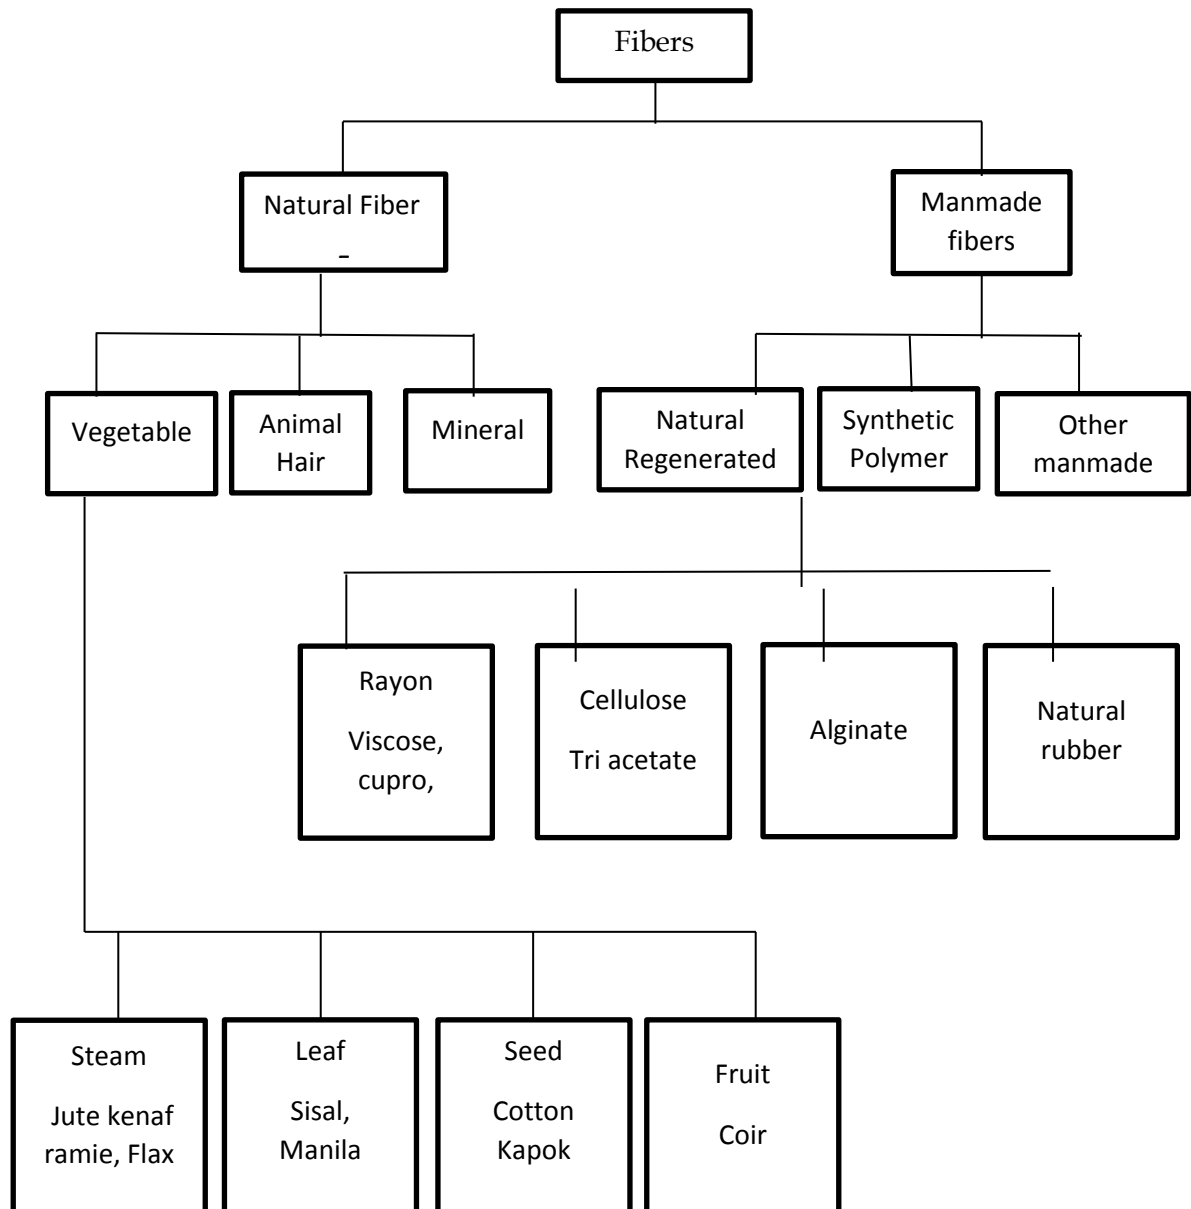 Fibers
Natural Fiber
–
Manmade
fibers
Vegetable
Animal
Hair
Mineral
Natural
Regenerated
Synthetic
Polymer
Other
manmade
Rayon
Viscose,
cupro,
Cellulose
Tri acetate
Alginate
Natural
rubber
Steam
Jute kenaf
ramie, Flax
Leaf
Sisal,
Manila
Seed
Cotton
Kapok
Fruit
Coir